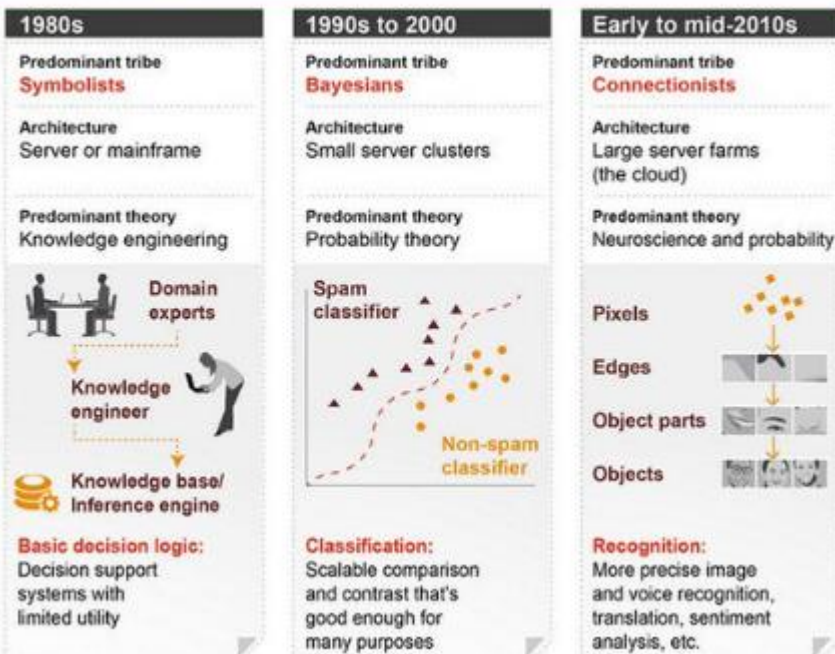 1980s
Predominant tribe
Symbolists
Architecture
Server or mainframe
Predominant theory
Knowledge engineering
Domain
experts
Knowledge
engineer
Knowledge base/
Inference engine
Basic decision logic:
Decision support
systems with
limited utility
1990s to 2000
Predominant tribe
Bayesians
Architecture
Small server clusters
Predominant theory
Probability theory
Spam
classifier
Non-spam
classifier
Classification:
Scalable comparison
and contrast that's
good enough for
many purposes
Early to mid-2010s
Predominant tribe
Connectionists
Architecture
Large server farms
(the cloud)
Predominant theory
Neuroscience and probability
Pixels
Edges
Object parts
Objects
Recognition:
More precise image
and voice recognition,
translation, sentiment
analysis, etc.